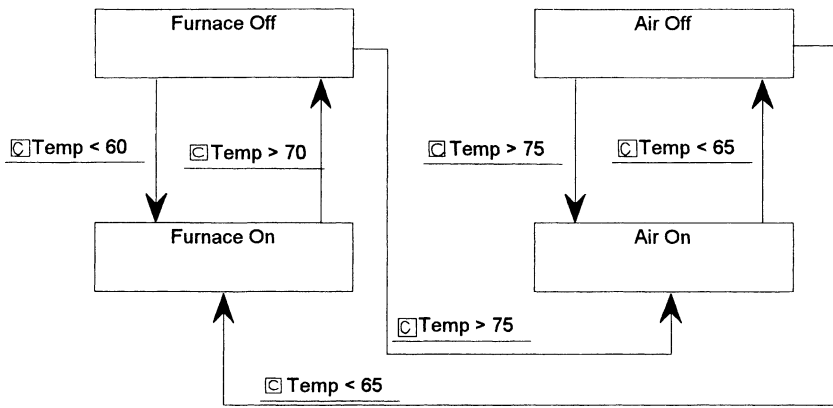 Furnace Off
Air Off
C Temp < 60
C Temp > 70
C Temp > 75
C Temp < 65
Furnace On
Air On
C Temp > 75
C Temp < 65